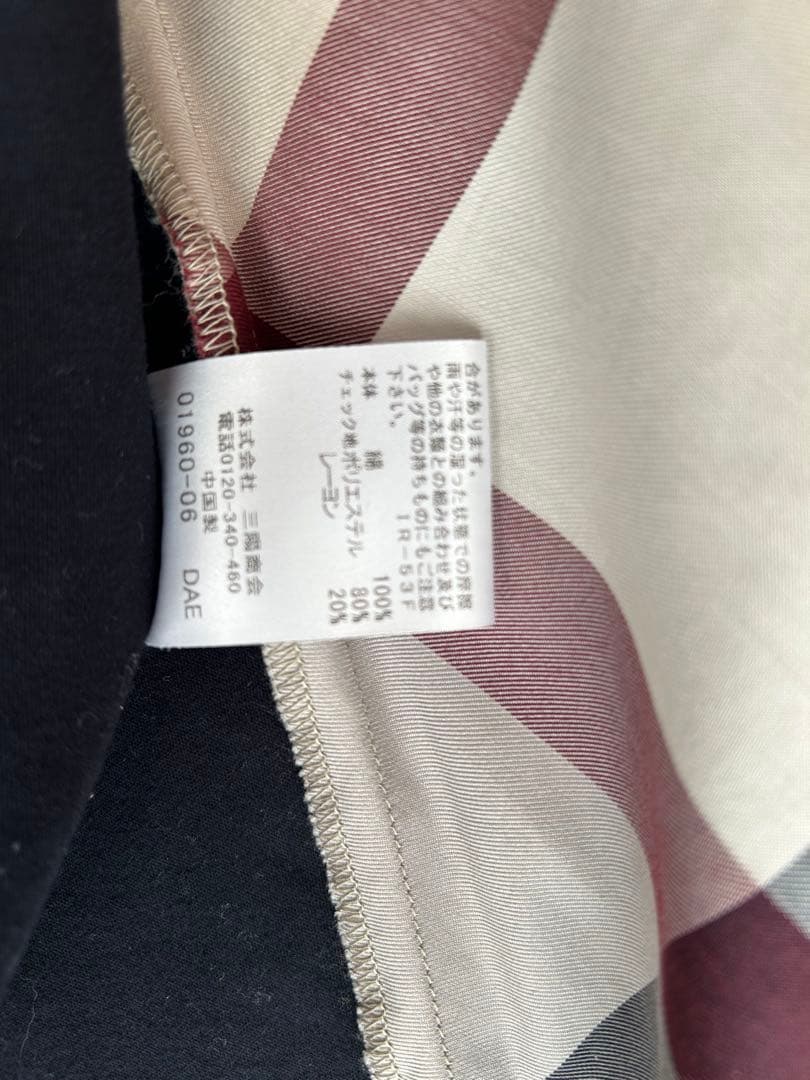 台があります。
雨や汗等の湿った状態での摩擦
や他の衣類との組み合わせ及び
バッグ等の持ちものにもご注意
下さい。
IR-53F
本体 綿 100%
チェック地 ポリエステル 80%
レーヨン 20%
株式会社 三陽商会
電話0120-340-460
中国製
01960-06 DAE